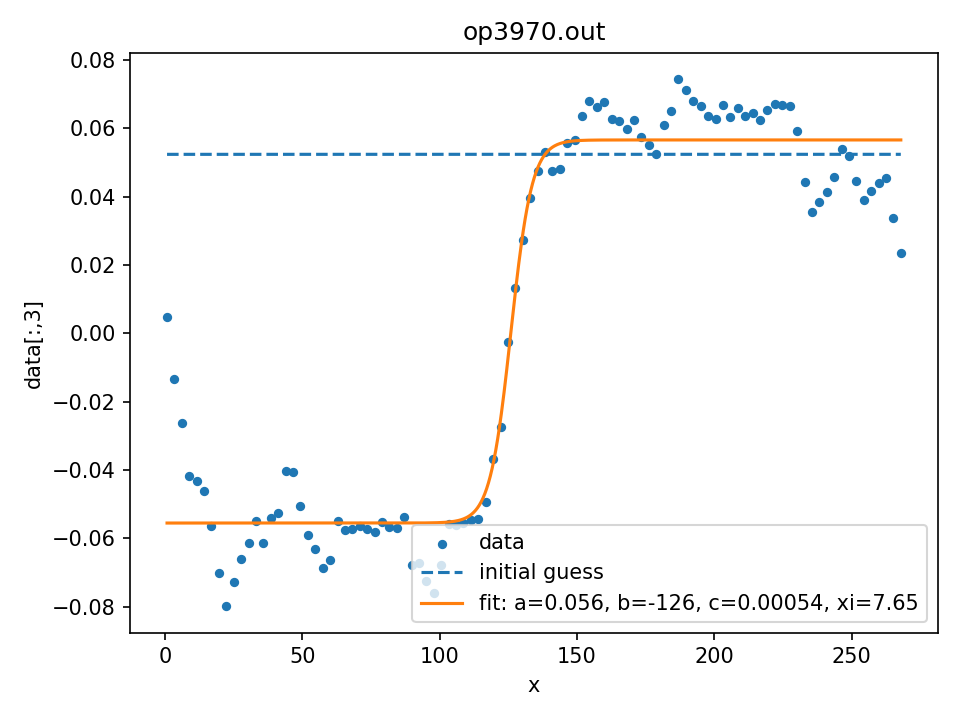 op3970.out
0.08
0.06
0.04
0.02
0.00
−0.02
−0.04
−0.06
−0.08
data[:,3]
data
initial guess
fit: a=0.056, b=-126, c=0.00054, xi=7.65
0 50 100 150 200 250
x